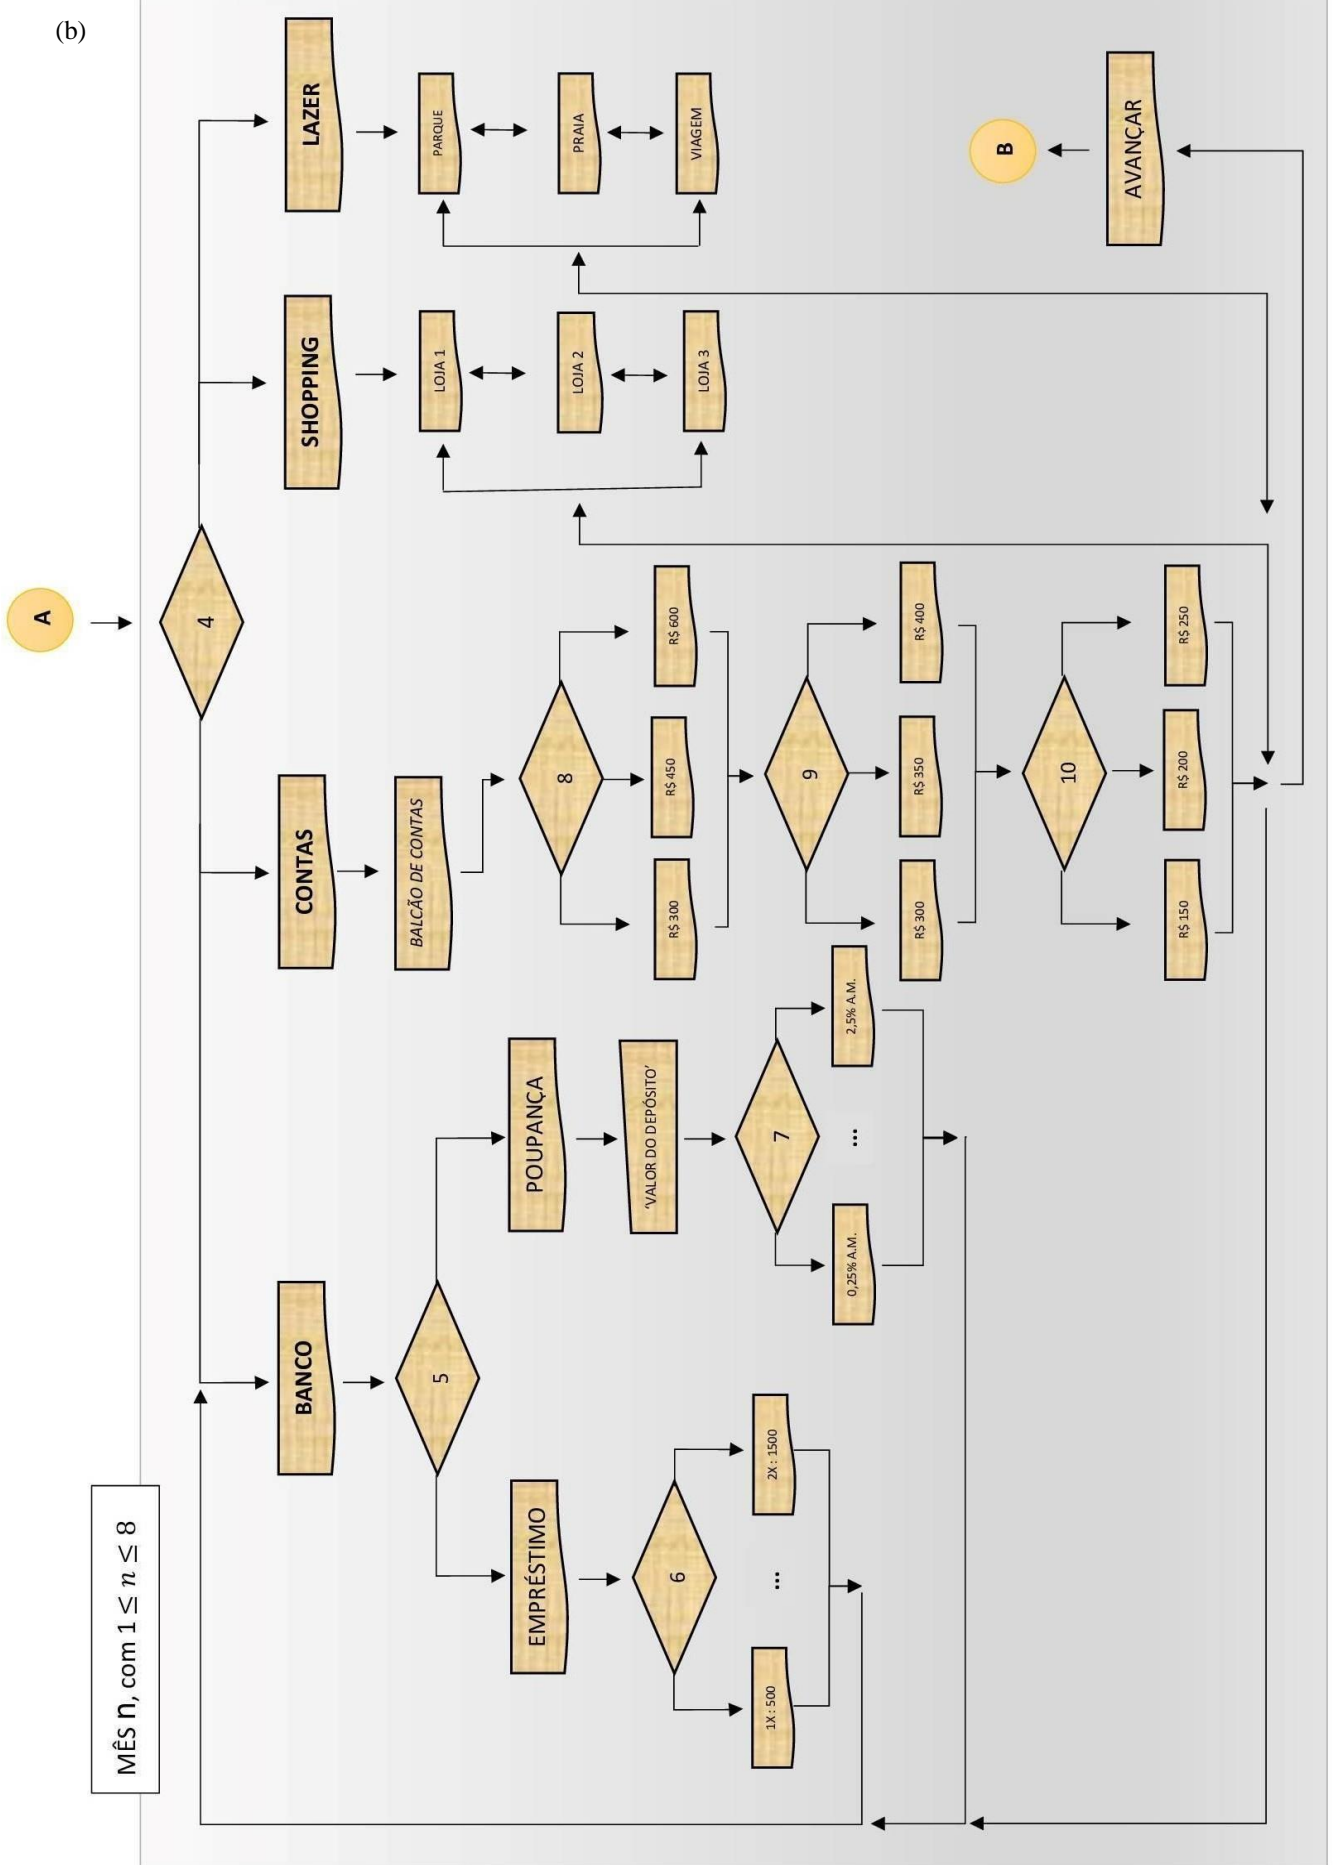 (b)
MÊS n, com 1 ≤ n ≤ 8
A
4
BANCO
CONTAS
SHOPPING
LAZER
5
EMPRÉSTIMO
6
1X : 500
...
2X : 1500
POUPANÇA
'VALOR DO DEPÓSITO'
7
0,25% A.M.
...
2,5% A.M.
BALCÃO DE CONTAS
8
R$ 300
R$ 450
R$ 600
9
R$ 300
R$ 350
R$ 400
10
R$ 150
R$ 200
R$ 250
LOJA 1
LOJA 2
LOJA 3
PARQUE
PRAIA
VIAGEM
AVANÇAR
B